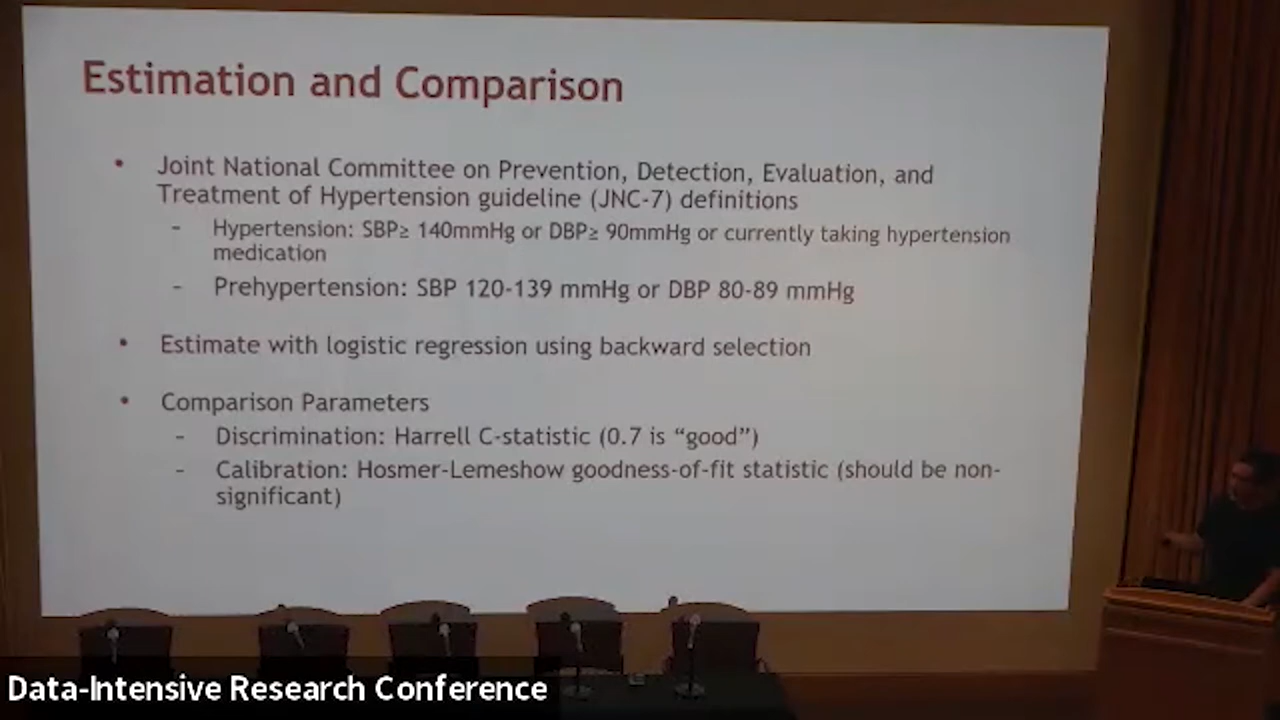 Estimation and Comparison
• Joint National Committee on Prevention, Detection, Evaluation, and
Treatment of Hypertension guideline (JNC-7) definitions
- Hypertension: SBP≥ 140mmHg or DBP≥ 90mmHg or currently taking hypertension
medication
- Prehypertension: SBP 120-139 mmHg or DBP 80-89 mmHg
• Estimate with logistic regression using backward selection
• Comparison Parameters
- Discrimination: Harrell C-statistic (0.7 is “good”)
- Calibration: Hosmer-Lemeshow goodness-of-fit statistic (should be non-
significant)
Data-Intensive Research Conference